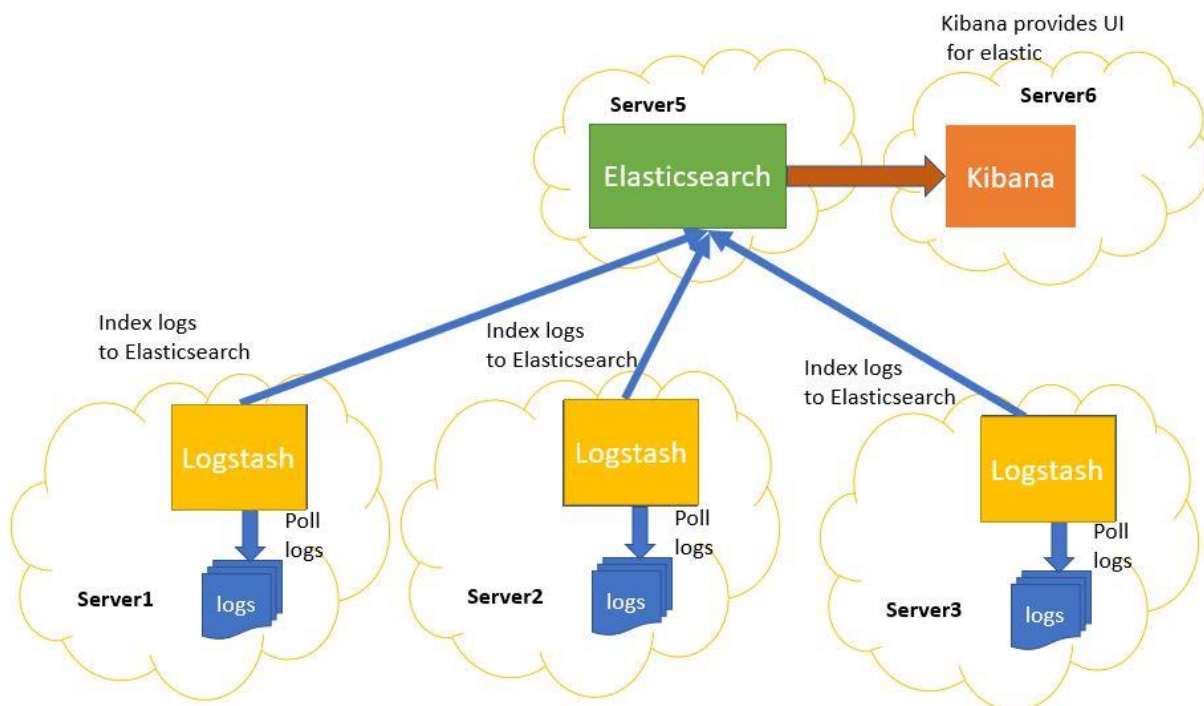 Kibana provides UI
for elastic
Server5
Server6
Elasticsearch
Kibana
Index logs
to Elasticsearch
Index logs
to Elasticsearch
Index logs
to Elasticsearch
Logstash
Logstash
Logstash
Poll
logs
Poll
logs
Poll
logs
Server1
logs
Server2
logs
Server3
logs